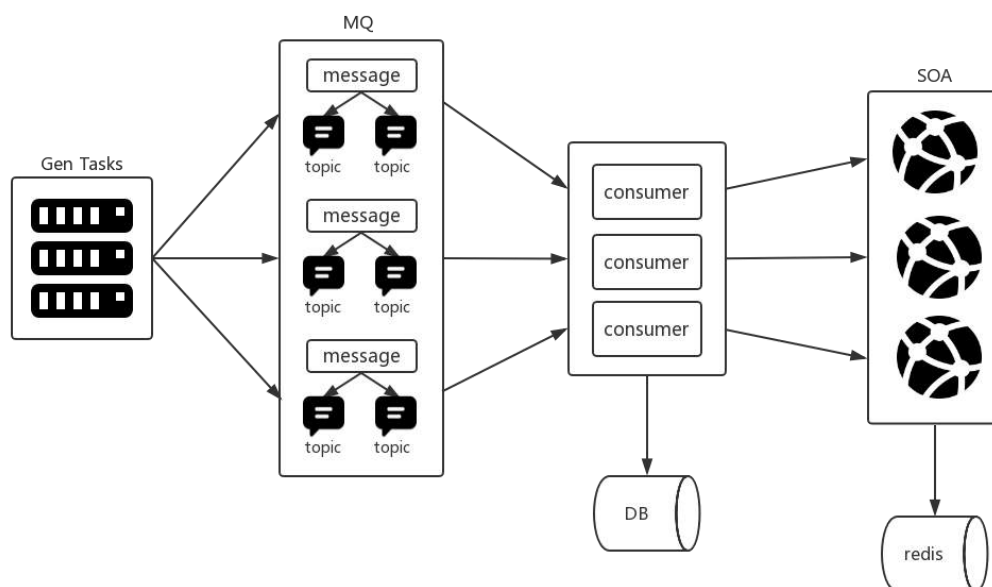 MQ
message
topic topic
Gen Tasks
message
topic topic
message
topic topic
consumer
consumer
consumer
DB
SOA
redis